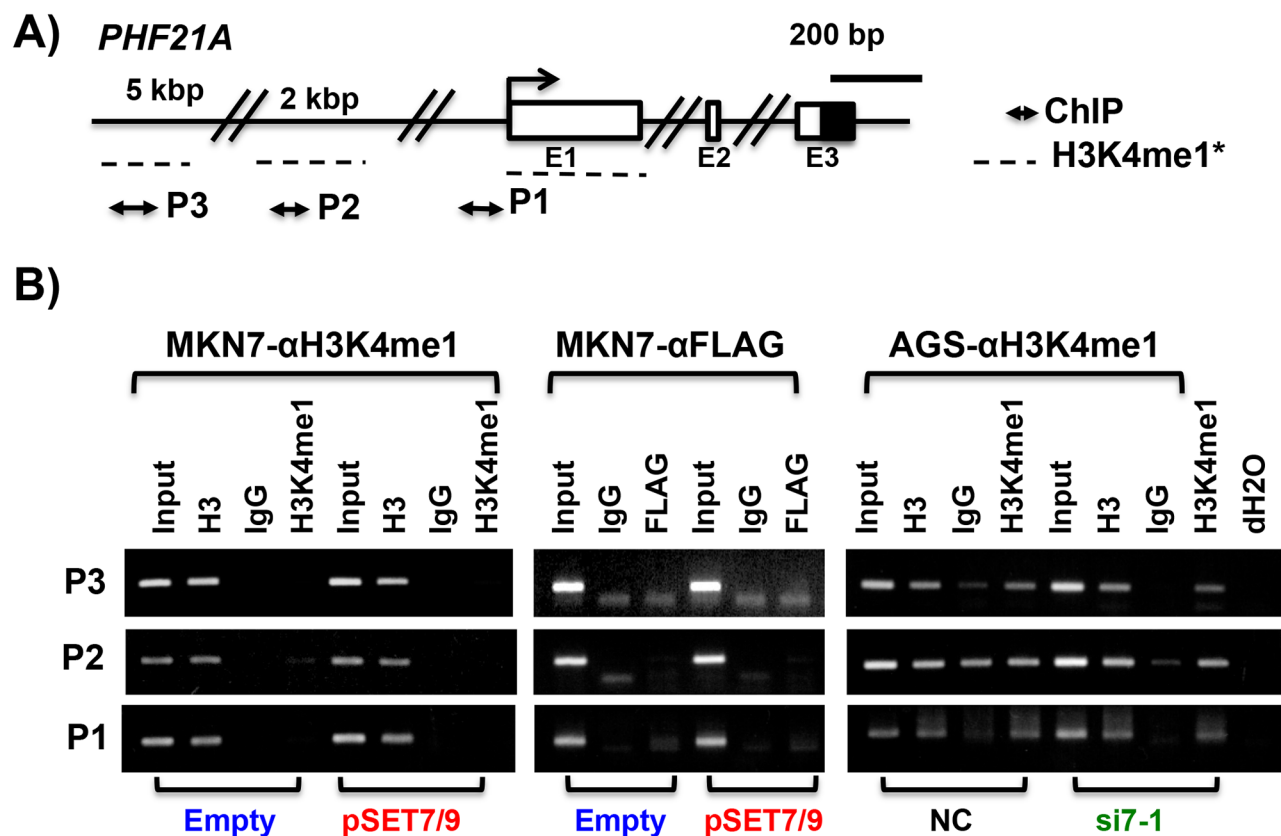 A)
PHF21A
200 bp
5 kbp
2 kbp
ChIP
E1
E2
E3
H3K4me1*
P3
P2
P1
B)
MKN7-αH3K4me1
MKN7-αFLAG
AGS-αH3K4me1
Input
H3
IgG
H3K4me1
Input
H3
IgG
H3K4me1
Input
IgG
FLAG
Input
IgG
FLAG
Input
H3
IgG
H3K4me1
Input
H3
IgG
H3K4me1
dH2O
P3
P2
P1
Empty
pSET7/9
Empty
pSET7/9
NC
si7-1